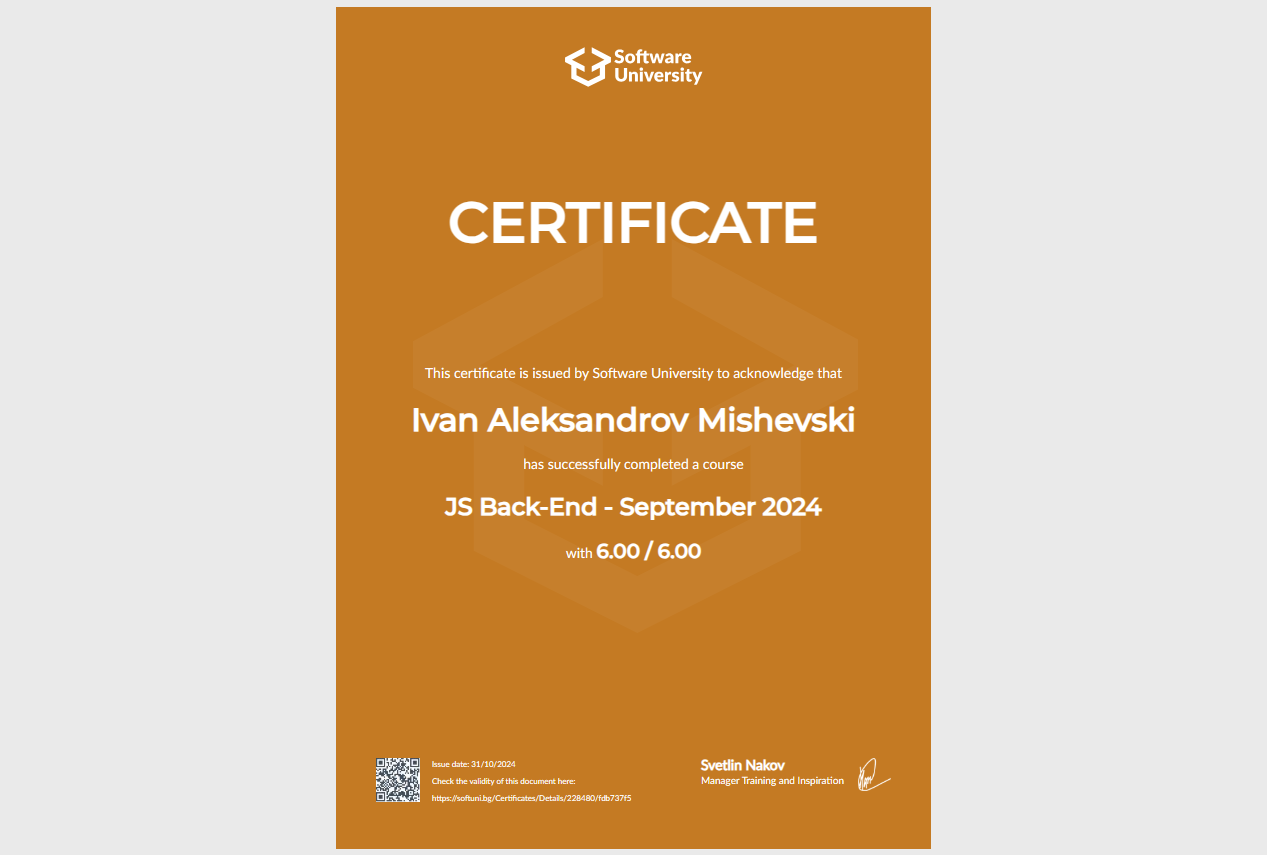 Software
University
CERTIFICATE
This certificate is issued by Software University to acknowledge that
Ivan Aleksandrov Mishevski
has successfully completed a course
JS Back-End - September 2024
with 6.00 / 6.00
Issue date: 31/10/2024
Check the validity of this document here:
https://softuni.bg/Certificates/Details/228480/fdb737f5
Svetlin Nakov
Manager Training and Inspiration